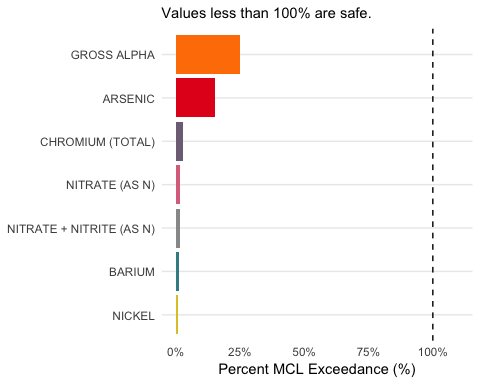 Values less than 100% are safe.
GROSS ALPHA
ARSENIC
CHROMIUM (TOTAL)
NITRATE (AS N)
NITRATE + NITRITE (AS N)
BARIUM
NICKEL
0% 25% 50% 75% 100%
Percent MCL Exceedance (%)